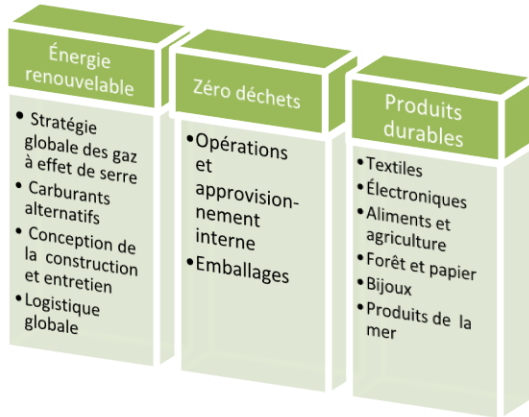 Énergie
renouvelable
• Stratégie
globale des gaz
à effet de serre
• Carburants
alternatifs
• Conception de
la construction
et entretien
• Logistique
globale
Zéro déchets
• Opérations
et
approvision-
nement
interne
• Emballages
Produits
durables
• Textiles
• Électroniques
• Aliments et
agriculture
• Forêt et papier
• Bijoux
• Produits de la
mer